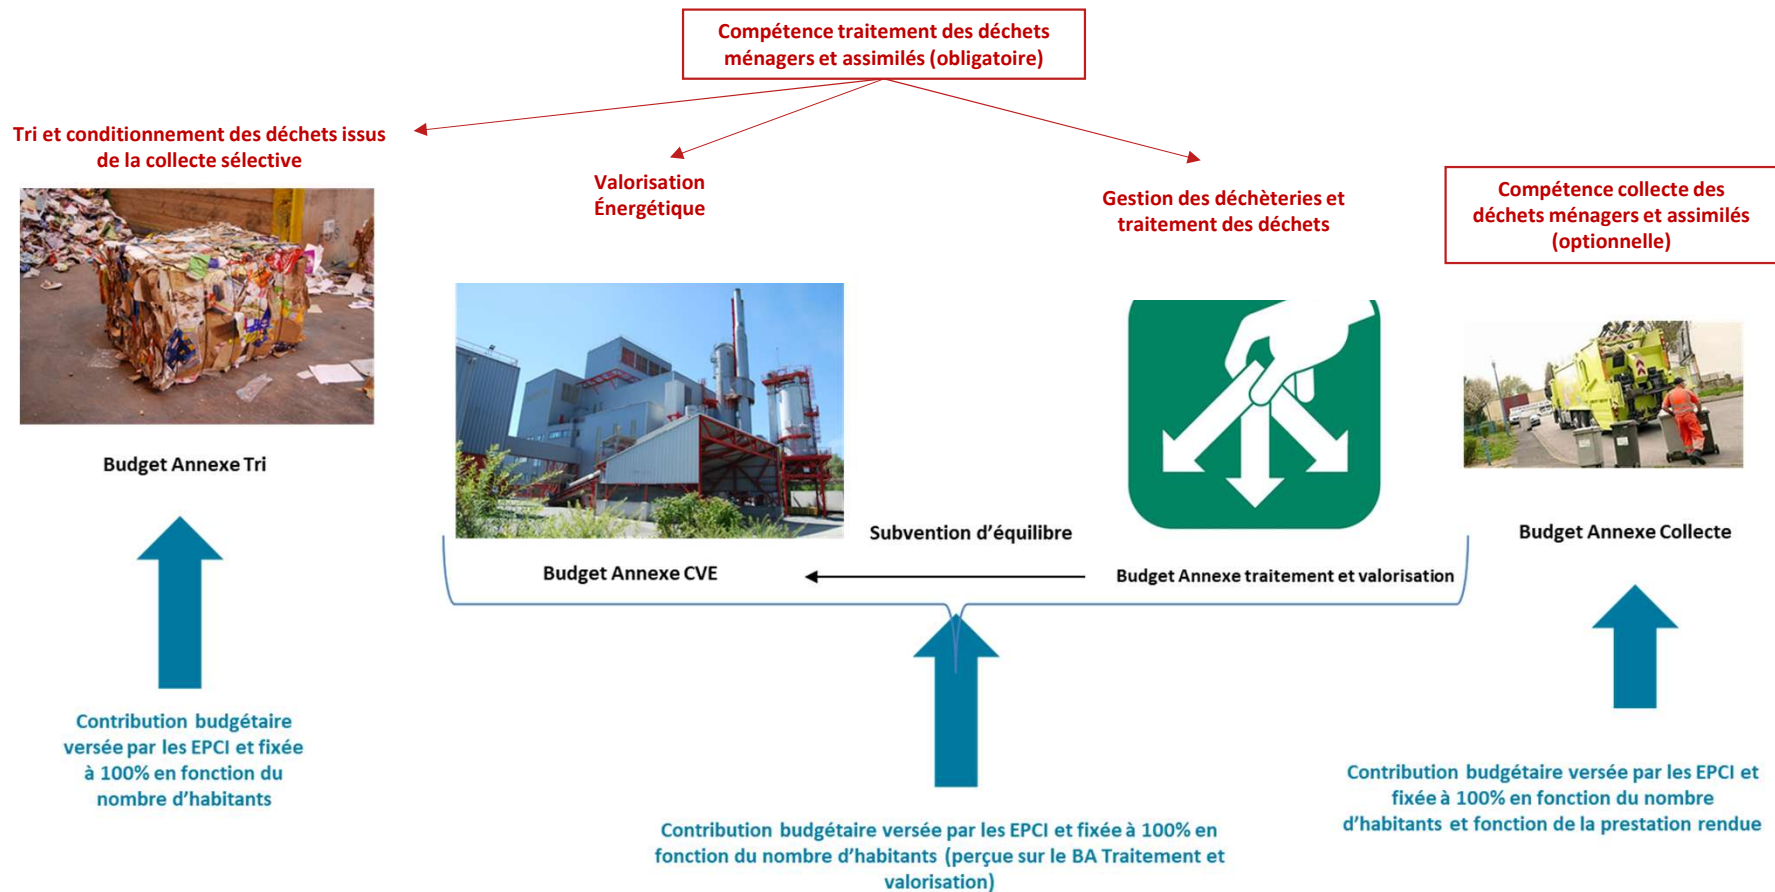 Compétence traitement des déchets
ménagers et assimilés (obligatoire)
Tri et conditionnement des déchets issus
de la collecte sélective
Valorisation
Énergétique
Gestion des déchèteries et
traitement des déchets
Compétence collecte des
déchets ménagers et assimilés
(optionnelle)
Budget Annexe Tri
Subvention d'équilibre
Budget Annexe CVE
Budget Annexe traitement et valorisation
Budget Annexe Collecte
Contribution budgétaire
versée par les EPCI et fixée
à 100% en fonction du
nombre d'habitants
Contribution budgétaire versée par les EPCI et fixée à 100% en
fonction du nombre d'habitants (perçue sur le BA Traitement et
valorisation)
Contribution budgétaire versée par les EPCI et
fixée à 100% en fonction du nombre
d'habitants et fonction de la prestation rendue